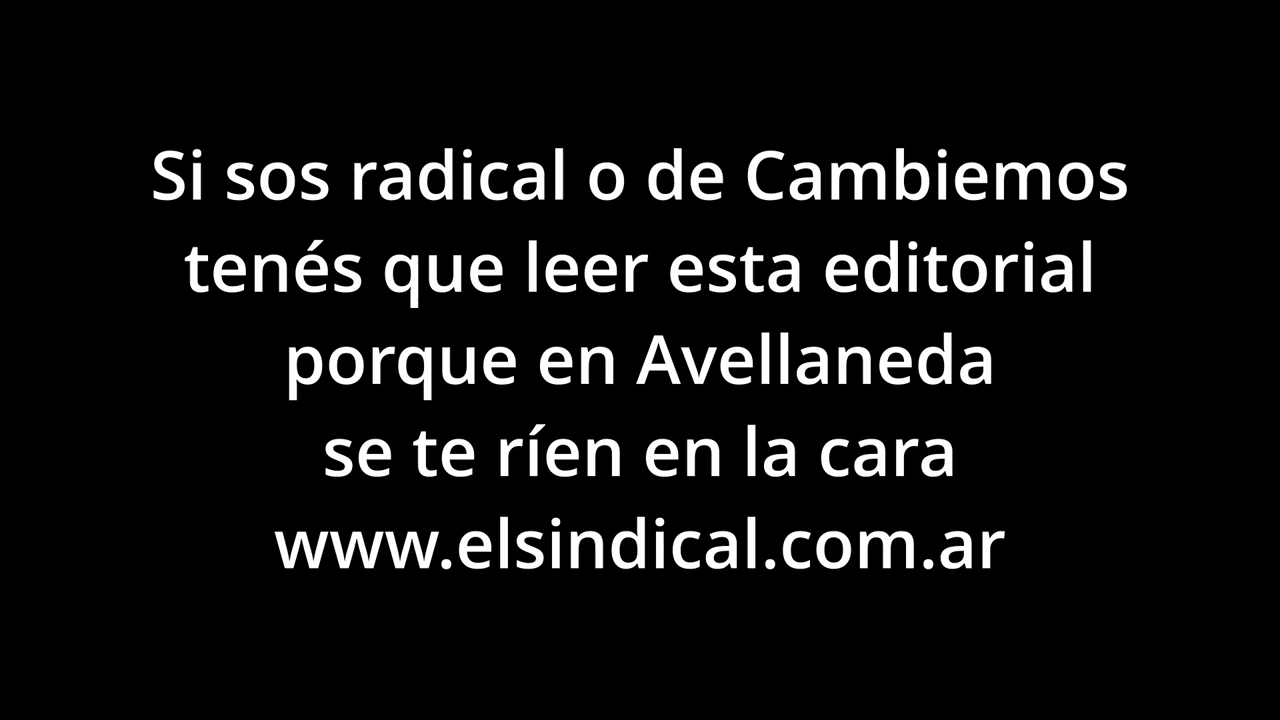 Si sos radical o de Cambiemos
tenés que leer esta editorial
porque en Avellaneda
se te ríen en la cara
www.elsindical.com.ar